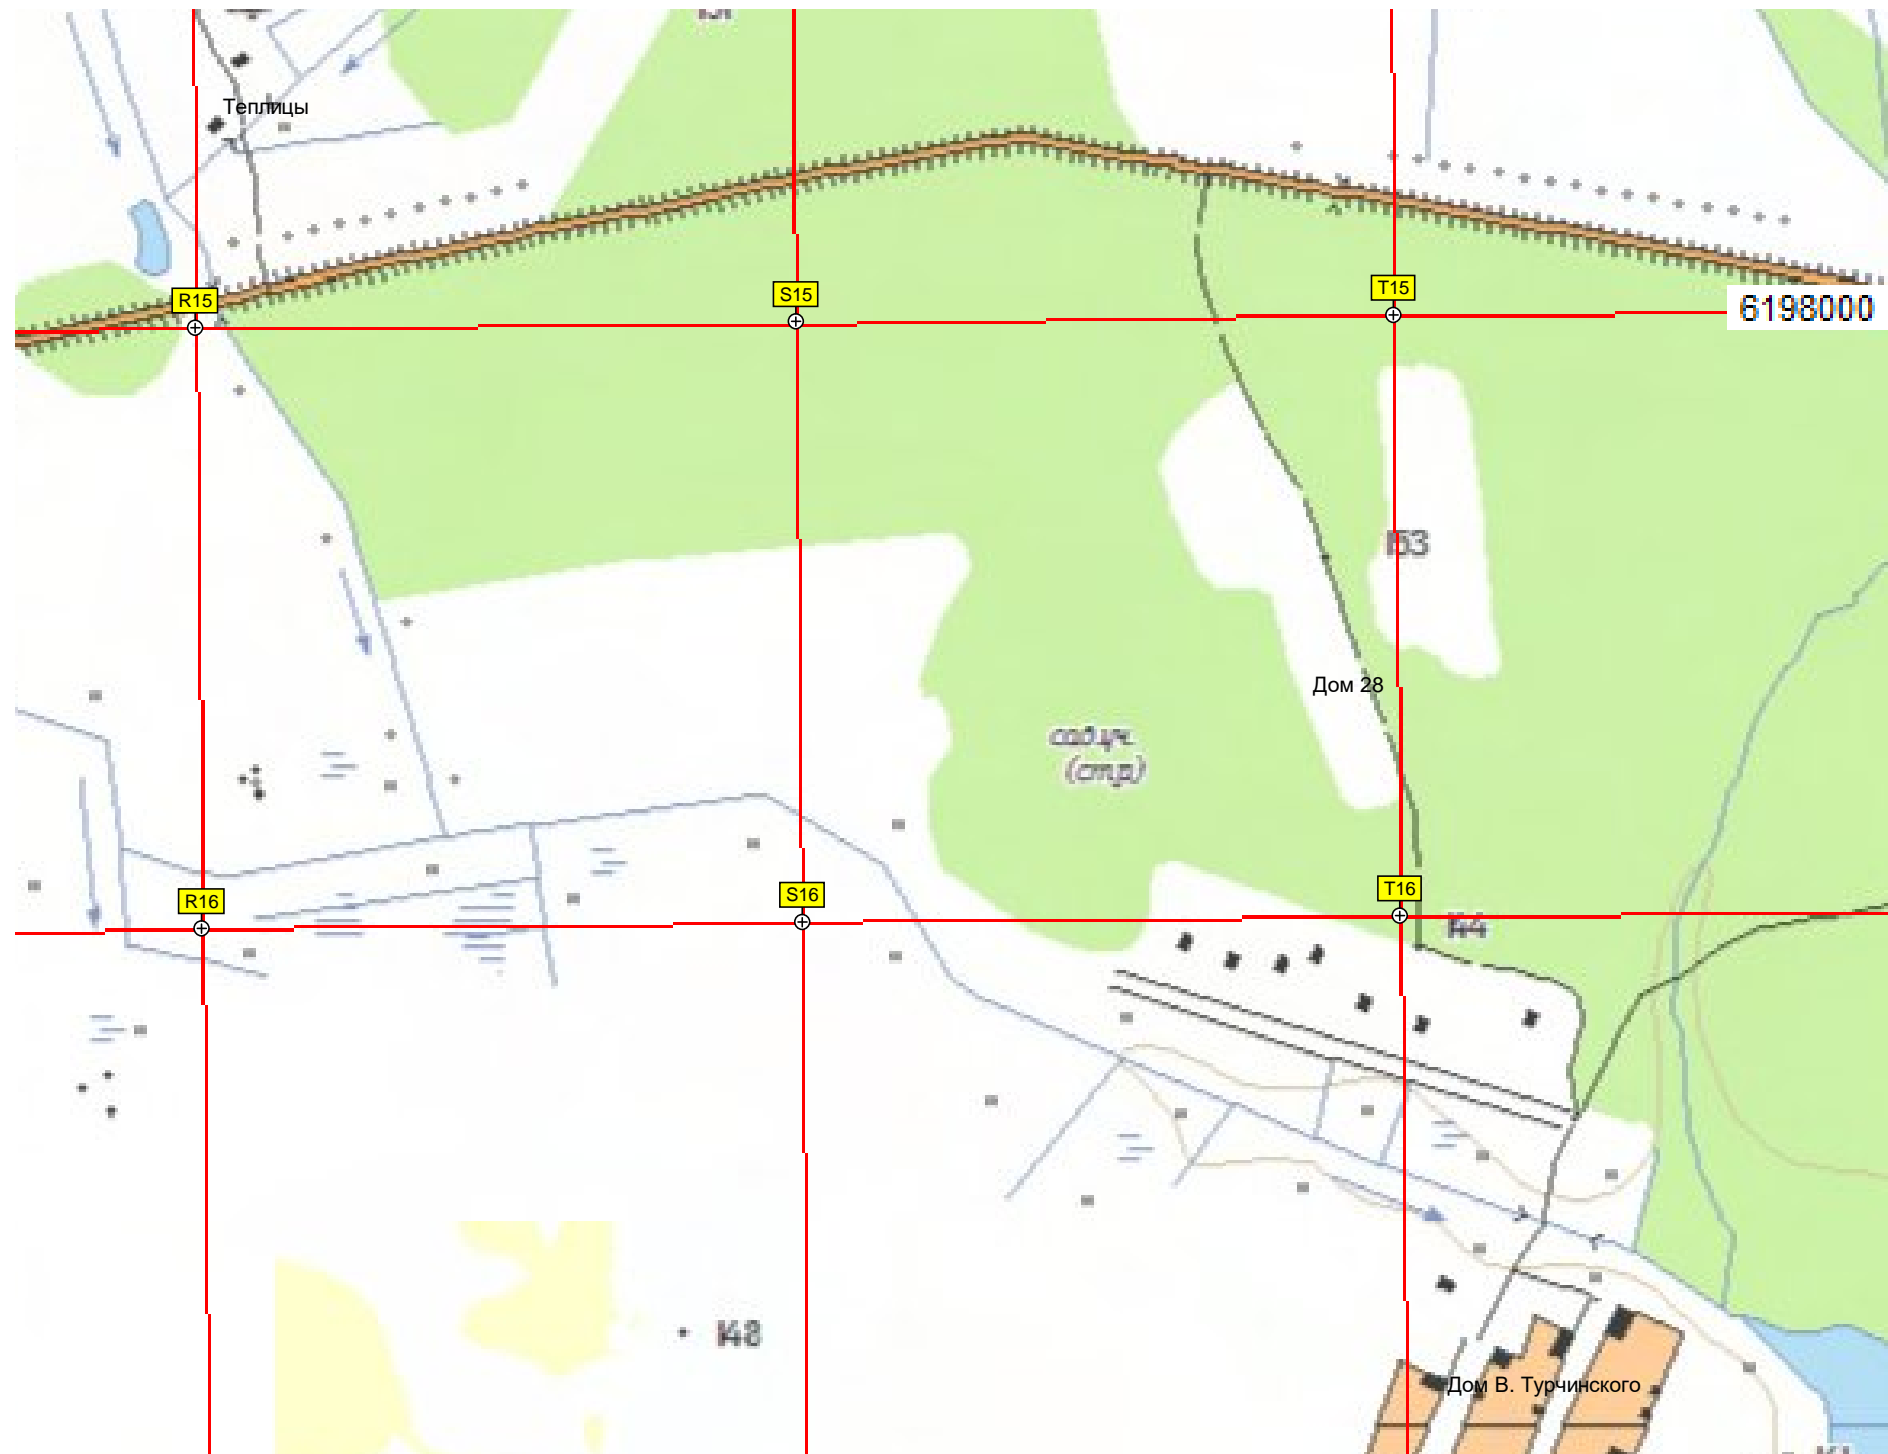 Теплицы
R15
S15
T15
6198000
153
Дом 28
сад.уч.
(стр)
R16
S16
T16
144
148
Дом В. Турчинского